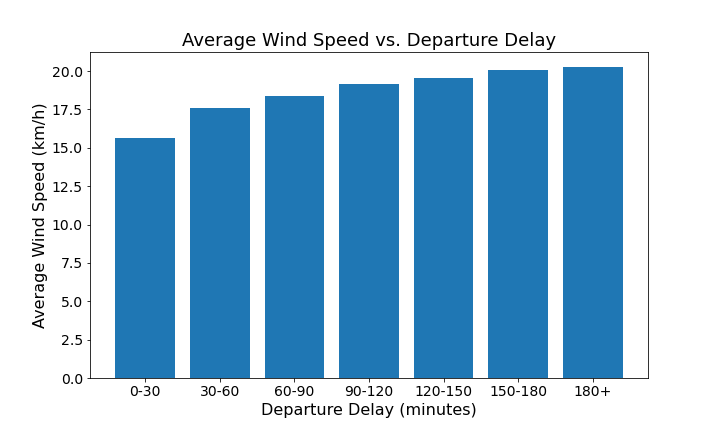 Average Wind Speed vs. Departure Delay
Average Wind Speed (km/h)
20.0
17.5
15.0
12.5
10.0
7.5
5.0
2.5
0.0
0-30 30-60 60-90 90-120 120-150 150-180 180+
Departure Delay (minutes)